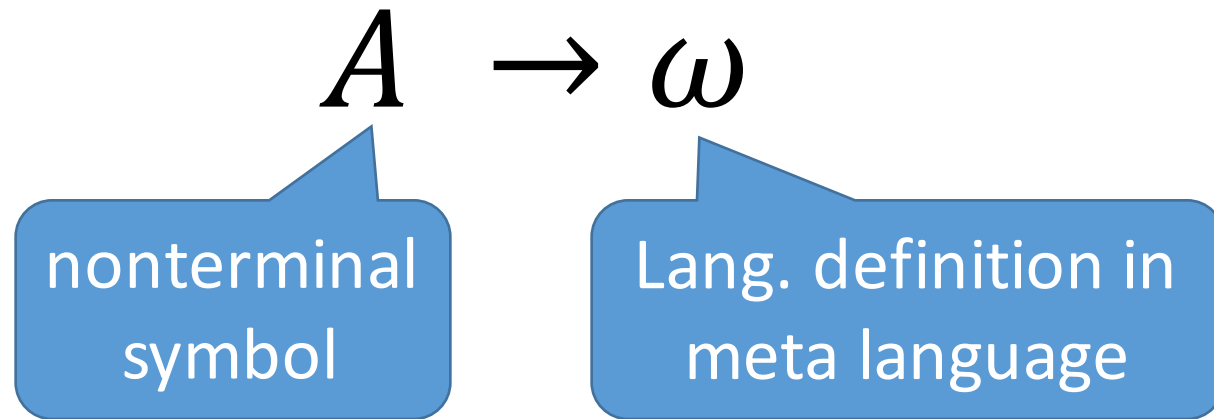 A → ω
nonterminal
symbol
Lang. definition in
meta language